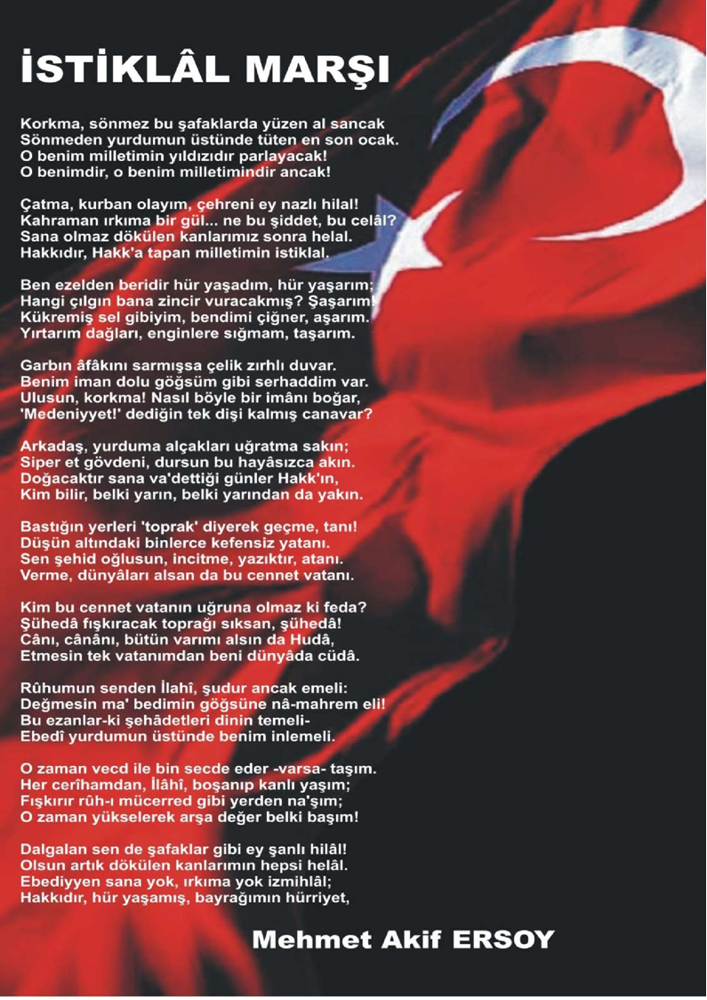 İSTİKLÂL MARŞI
Korkma, sönmez bu şafaklarda yüzen al sancak
Sönmeden yurdumun üstünde tüten en son ocak.
O benim milletimin yıldızıdır parlayacak!
O benimdir, o benim milletimindir ancak!
Çatma, kurban olayım, çehreni ey nazlı hilal!
Kahraman ırkıma bir gül... ne bu şiddet, bu celâl?
Sana olmaz dökülen kanlarımız sonra helal.
Hakkıdır, Hakk'a tapan milletimin istiklal.
Ben ezelden beridir hür yaşadım, hür yaşarım;
Hangi çılgın bana zincir vuracakmış? Şaşarım!
Kükremiş sel gibiyim, bendimi çiğner, aşarım.
Yırtarım dağları, enginlere sığmam, taşarım.
Garbın âfâkını sarmışsa çelik zırhlı duvar.
Benim iman dolu göğsüm gibi serhaddim var.
Ulusun, korkma! Nasıl böyle bir imânı boğar,
'Medeniyyet!' dediğin tek dişi kalmış canavar?
Arkadaş, yurduma alçakları uğratma sakın;
Siper et gövdeni, dursun bu hayâsızca akın.
Doğacaktır sana va'dettiği günler Hakk'ın,
Kim bilir, belki yarın, belki yarından da yakın.
Bastığın yerleri 'toprak' diyerek geçme, tanı!
Düşün altındaki binlerce kefensiz yatanı.
Sen şehid oğlusun, incitme, yazıktır, atanı.
Verme, dünyâları alsan da bu cennet vatanı.
Kim bu cennet vatanın uğruna olmaz ki feda?
Şühedâ fışkıracak toprağı sıksan, şühedâ!
Cânı, cânânı, bütün varımı alsın da Hudâ,
Etmesin tek vatanımdan beni dünyâda cüdâ.
Rûhumun senden İlahî, şudur ancak emeli:
Değmesin ma' bedimin göğsüne nâ-mahrem eli!
Bu ezanlar-ki şehâdetleri dinin temeli-
Ebedî yurdumun üstünde benim inlemeli.
O zaman vecd ile bin secde eder -varsa- taşım.
Her cerîhamdan, İlâhî, boşanıp kanlı yaşım;
Fışkırır rûh-ı mücerred gibi yerden na'şım;
O zaman yükselerek arşa değer belki başım!
Dalgalan sen de şafaklar gibi ey şanlı hilâl!
Olsun artık dökülen kanlarımın hepsi helâl.
Ebediyyen sana yok, ırkıma yok izmihlâl;
Hakkıdır, hür yaşamış, bayrağımın hürriyet,
Mehmet Akif ERSOY